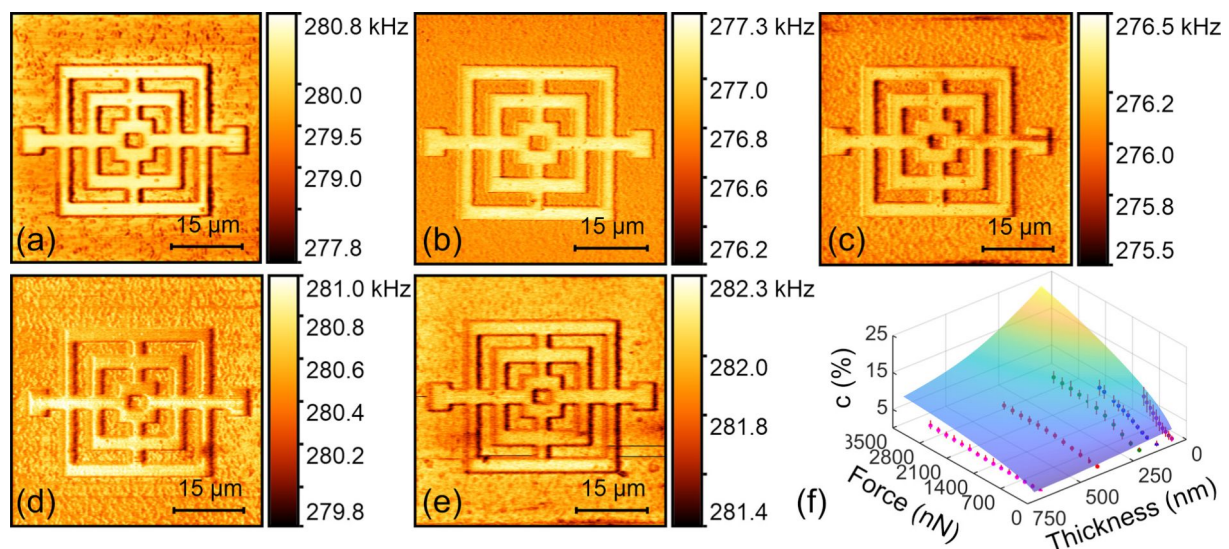 280.8 kHz
280.0
279.5
279.0
277.8
15 µm
(a)
277.3 kHz
277.0
276.8
276.6
276.2
15 µm
(b)
276.5 kHz
276.2
276.0
275.8
275.5
15 µm
(c)
281.0 kHz
280.8
280.6
280.4
280.2
279.8
15 µm
(d)
282.3 kHz
282.0
281.8
281.7
281.4
15 µm
(e)
25
15
5
c (%)
3500
2800
2100
1400
700
0
Force (nN)
750
500
250
0
Thickness (nm)
(f)